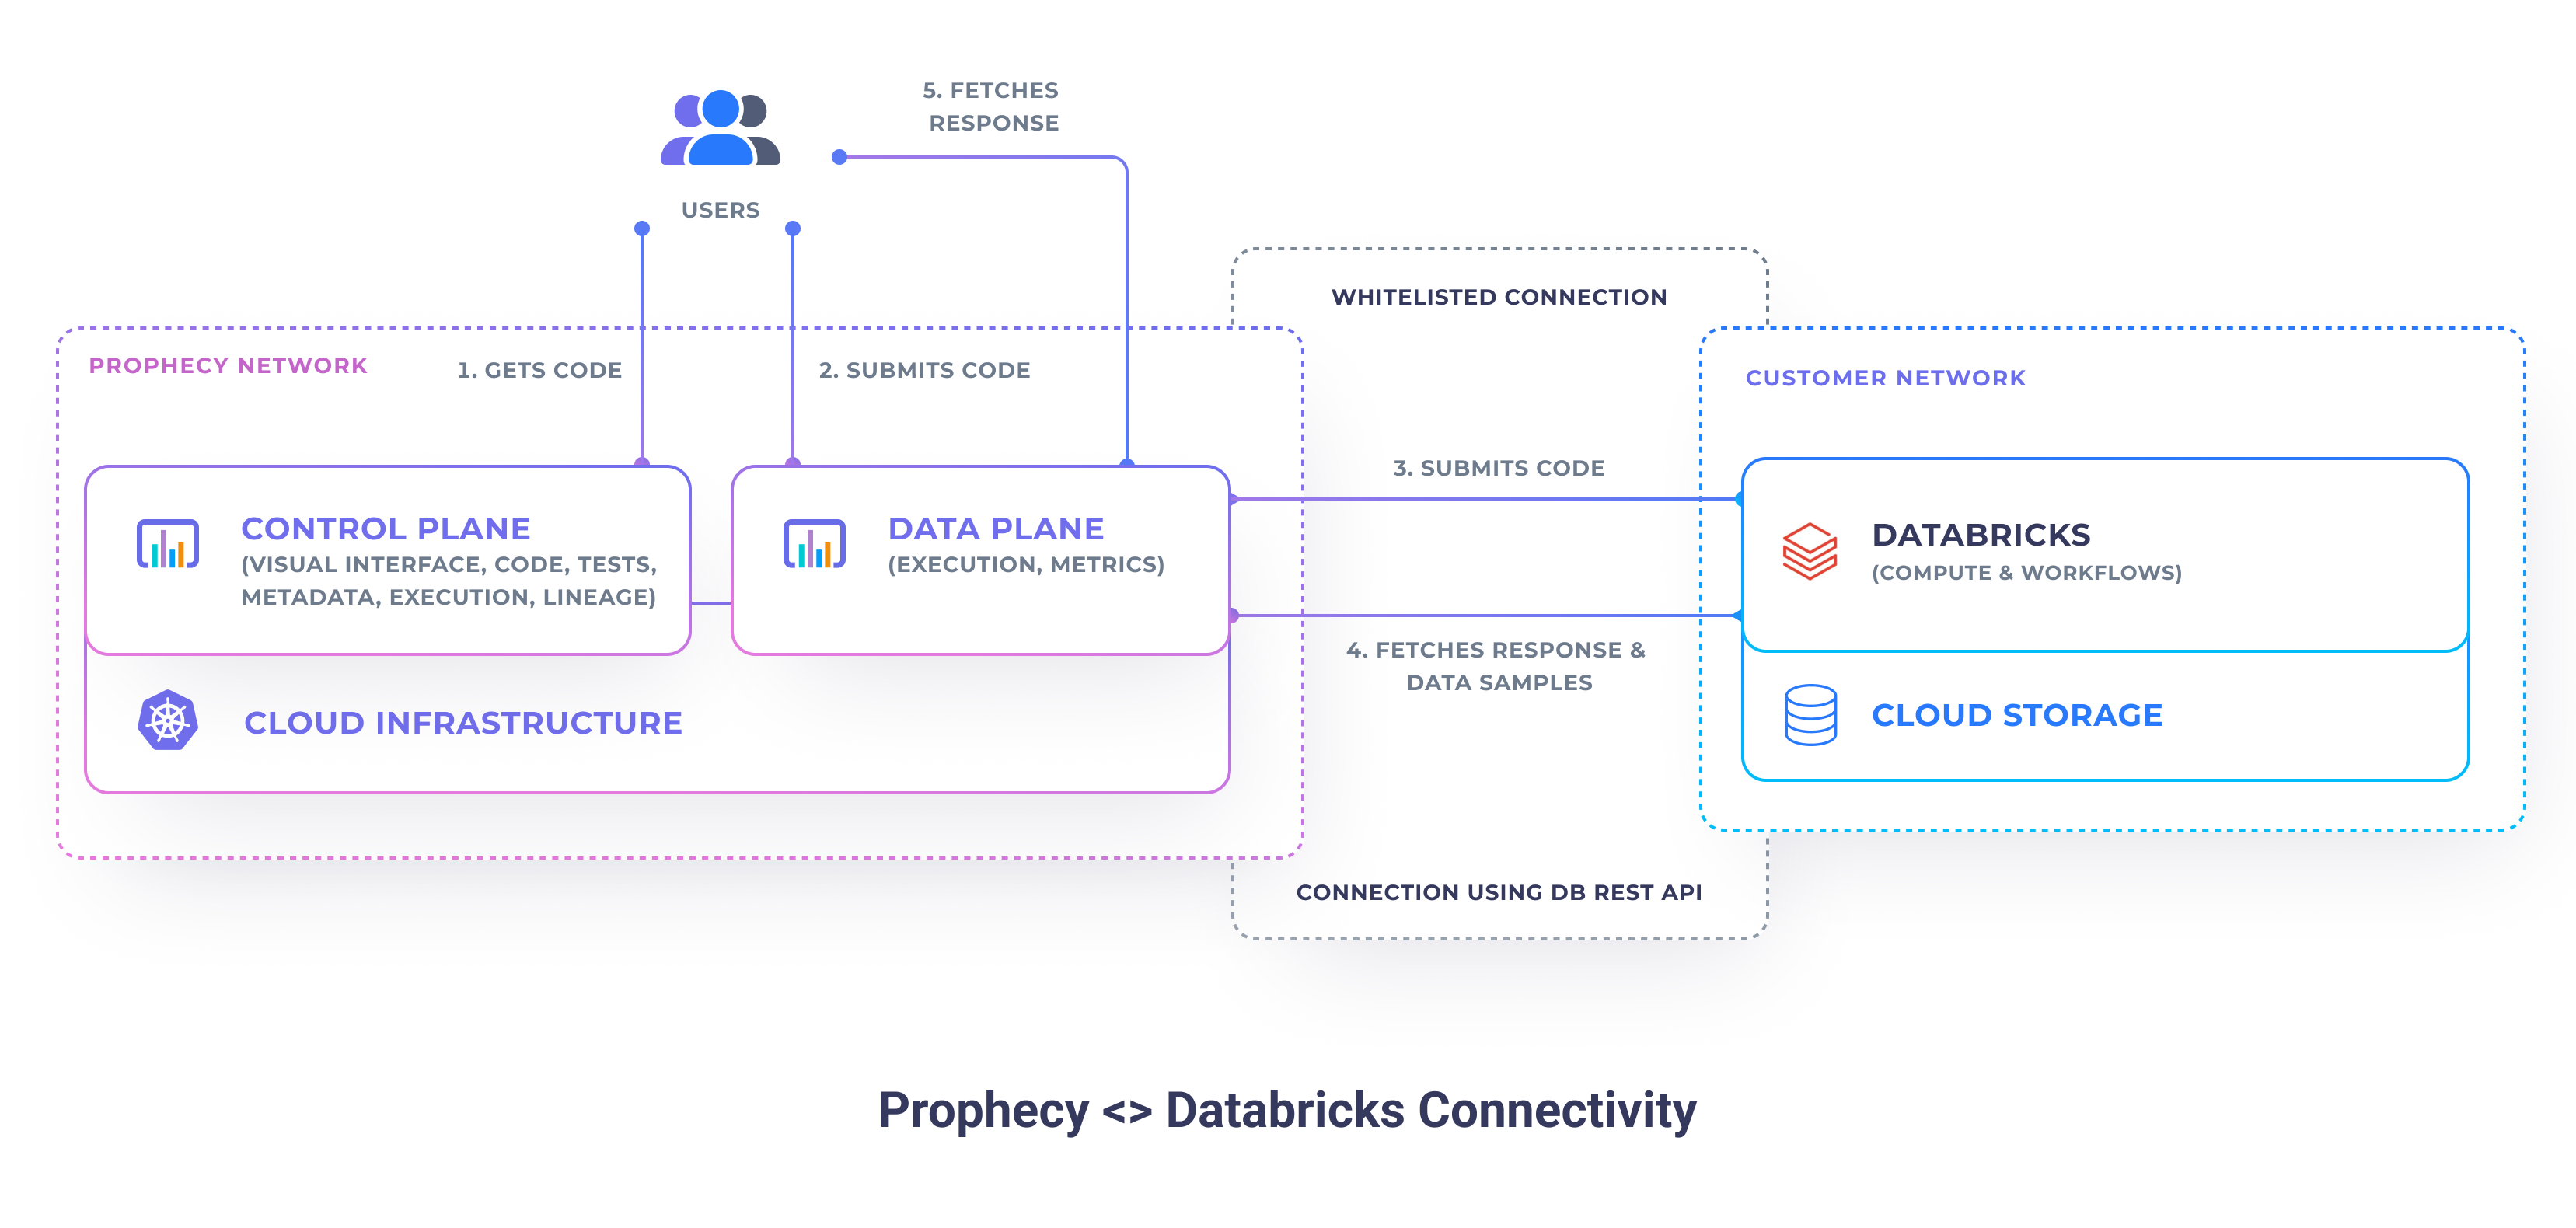 5. FETCHES
RESPONSE
USERS
WHITELISTED CONNECTION
PROPHECY NETWORK
1. GETS CODE
2. SUBMITS CODE
CUSTOMER NETWORK
3. SUBMITS CODE
CONTROL PLANE
(VISUAL INTERFACE, CODE, TESTS,
METADATA, EXECUTION, LINEAGE)
DATA PLANE
(EXECUTION, METRICS)
DATABRICKS
(COMPUTE & WORKFLOWS)
4. FETCHES RESPONSE &
DATA SAMPLES
CLOUD INFRASTRUCTURE
CLOUD STORAGE
CONNECTION USING DB REST API
Prophecy <> Databricks Connectivity